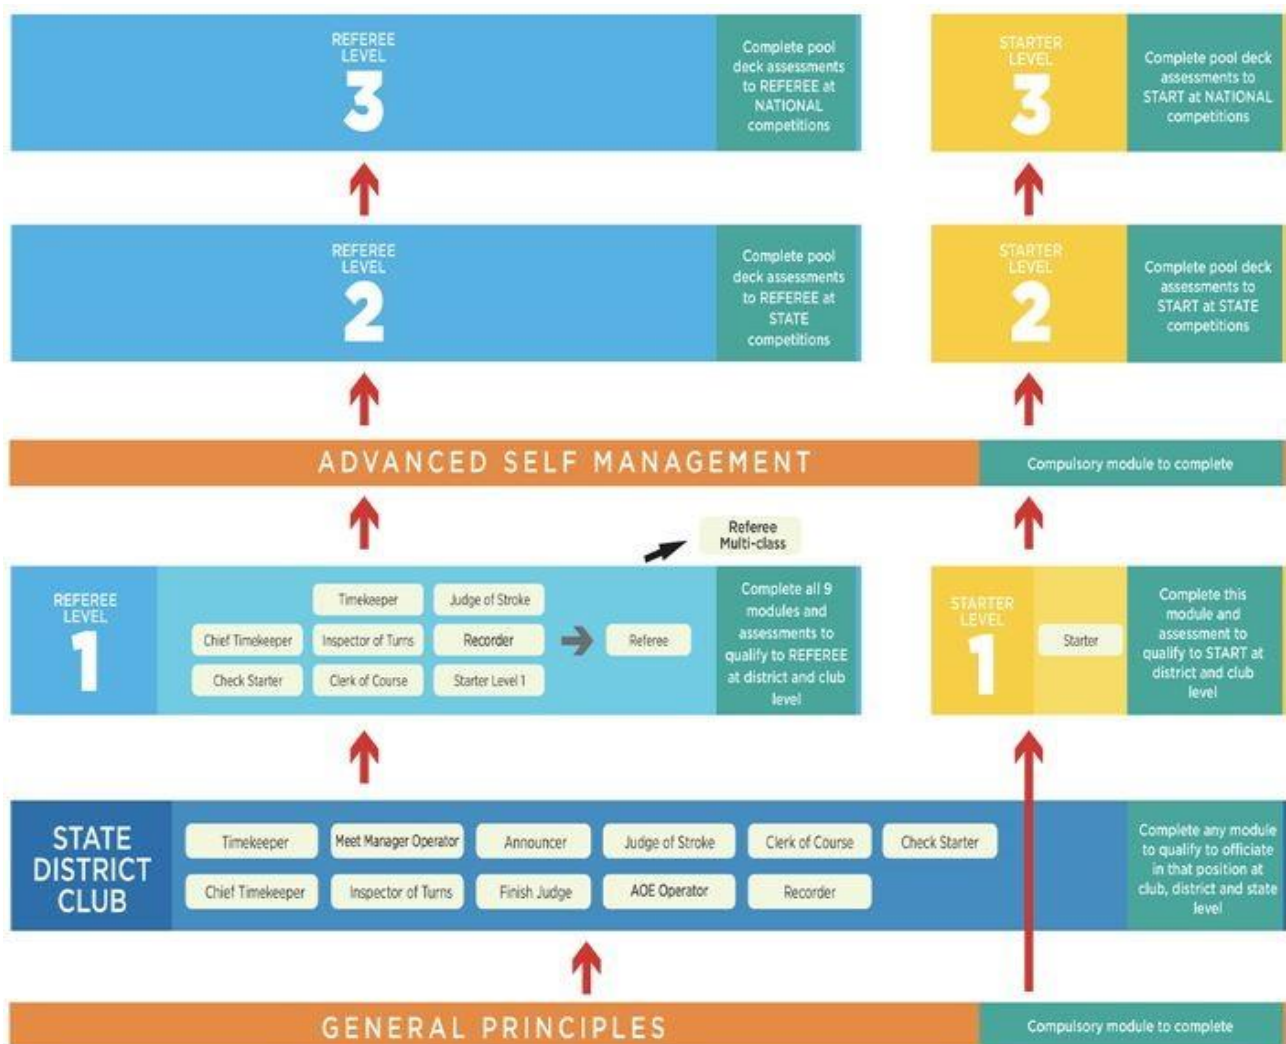 REFEREE
LEVEL
3
Complete pool
deck assessments
to REFEREE at
NATIONAL
competitions
STARTER
LEVEL
3
Complete pool deck
assessments to
START at NATIONAL
competitions
REFEREE
LEVEL
2
Complete pool
deck assessments
to REFEREE at
STATE
competitions
STARTER
LEVEL
2
Complete pool deck
assessments to
START at STATE
competitions
ADVANCED SELF MANAGEMENT
Compulsory module to complete
Referee
Multi-class
REFEREE
LEVEL
1
Timekeeper
Judge of Stroke
Chief Timekeeper
Inspector of Turns
Recorder
Referee
Check Starter
Clerk of Course
Starter Level 1
Complete all 9
modules and
assessments to
qualify to REFEREE
at district and club
level
STARTER
LEVEL
1
Starter
Complete this
module and
assessment to
qualify to START at
district and club
level
STATE
DISTRICT
CLUB
Timekeeper
Meet Manager Operator
Announcer
Judge of Stroke
Clerk of Course
Check Starter
Chief Timekeeper
Inspector of Turns
Finish Judge
AOE Operator
Recorder
Complete any module
to qualify to officiate
in that position at
club, district and state
level
GENERAL PRINCIPLES
Compulsory module to complete